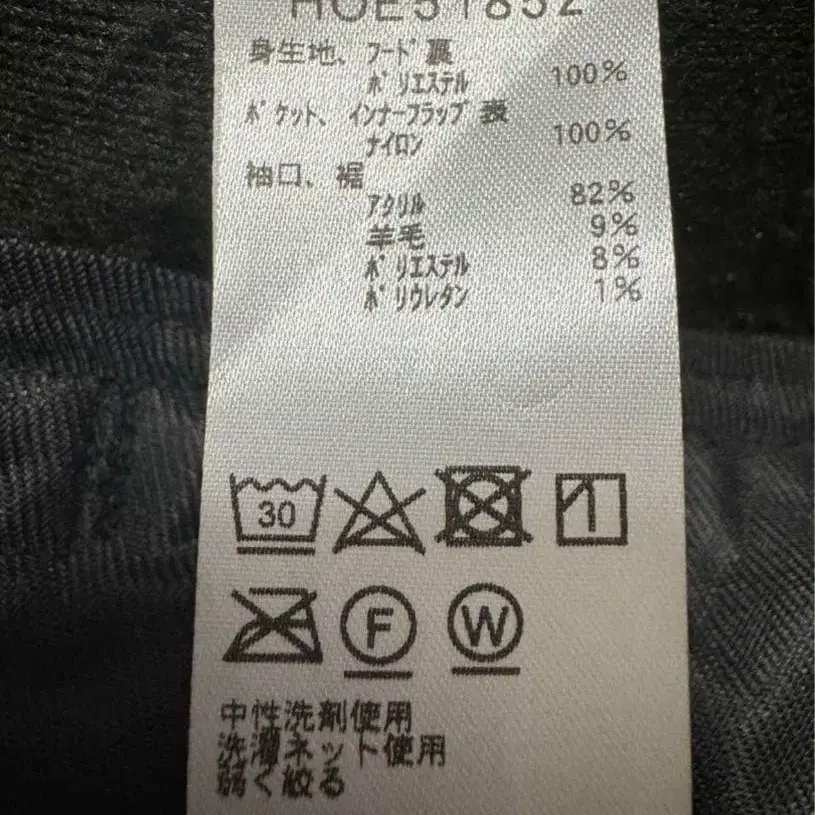 HOE51852
身生地、フード裏
ポリエステル 100%
ポケット、インナーフラップ表
ナイロン 100%
袖口、裾
アクリル 82%
羊毛 9%
ポリエステル 8%
ポリウレタン 1%
30
F W
中性洗剤使用
洗濯ネット使用
弱く絞る